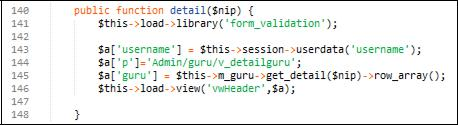 140 public function detail($nip) {
141 $this->load->library('form_validation');
142
143 $a['username'] = $this->session->userdata('username');
144 $a['p']='Admin/guru/v_detailguru';
145 $a['guru'] = $this->m_guru->get_detail($nip)->row_array();
146 $this->load->view('vwHeader',$a);
147
148 }